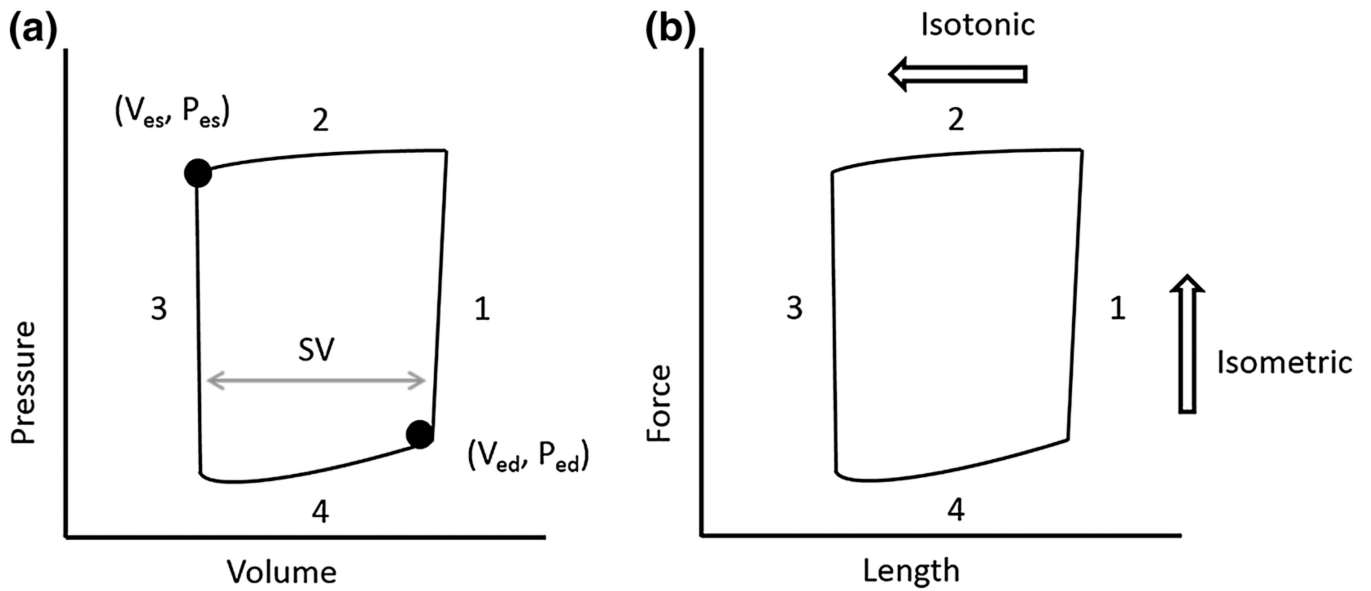 (a)
(Ves, Pes)
2
3
1
SV
(Ved, Ped)
4
Pressure
Volume
(b)
Isotonic
2
3
1
Isometric
4
Force
Length